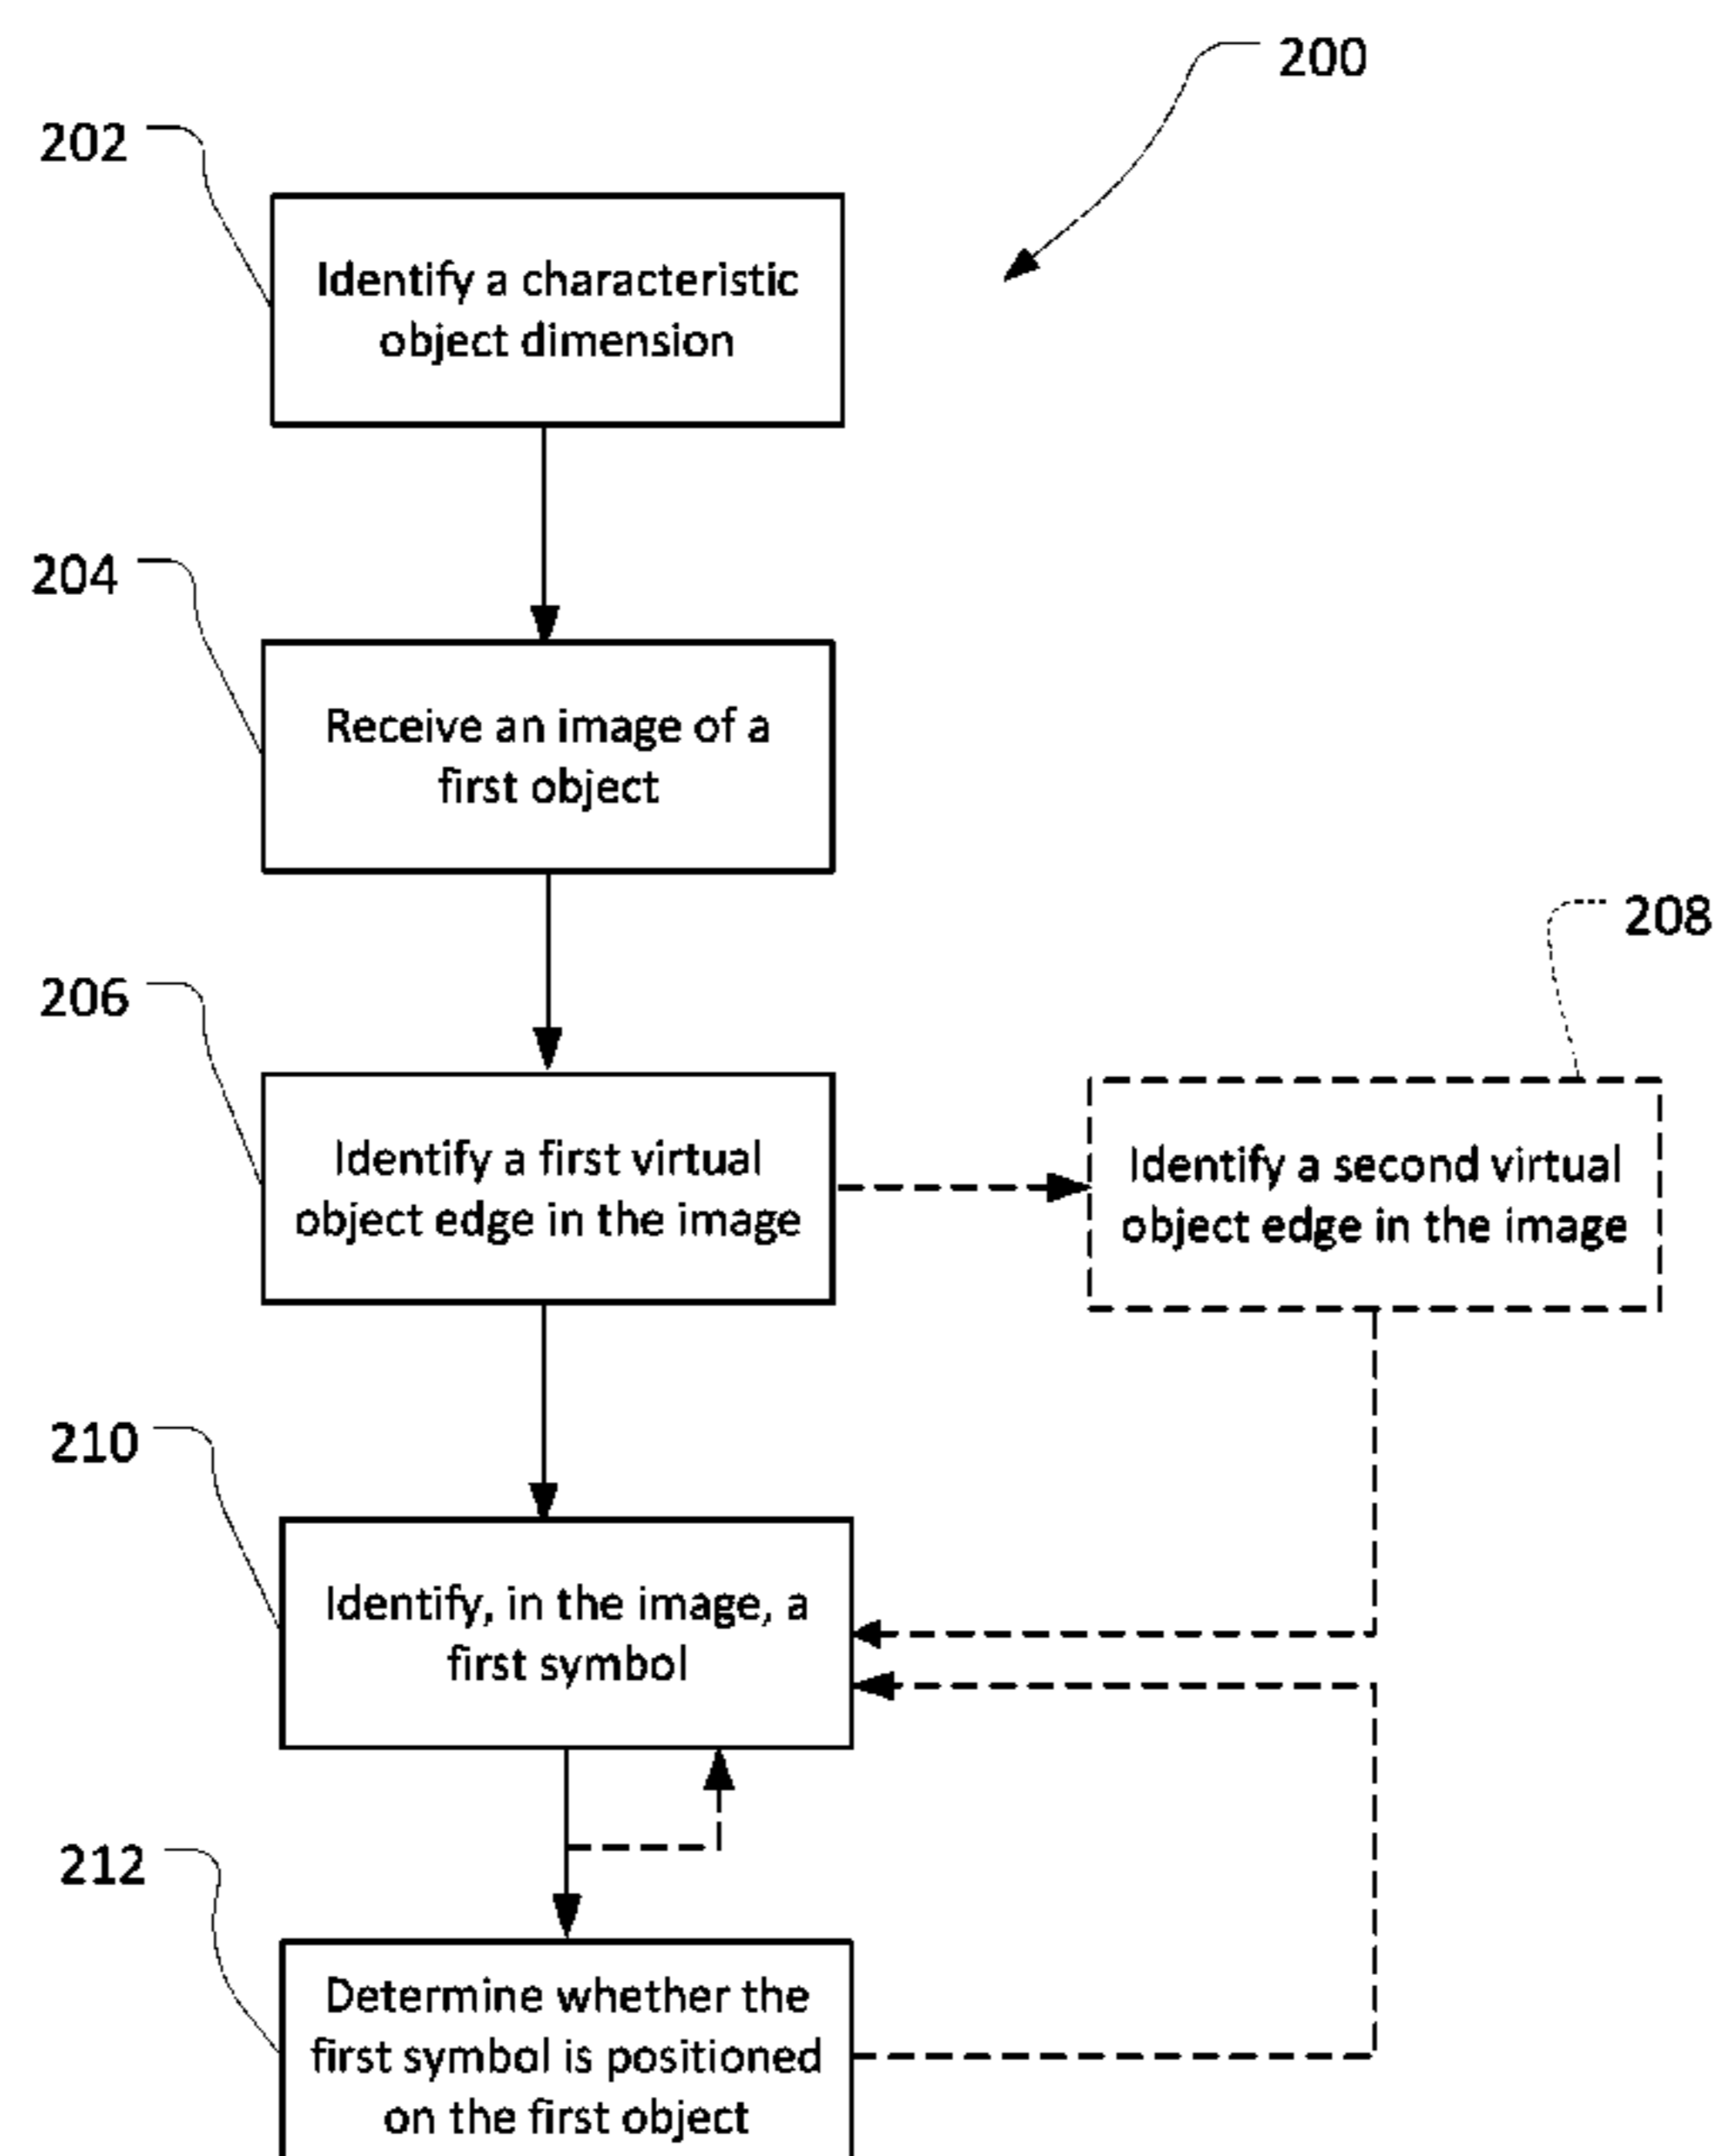 200
202
Identify a characteristic
object dimension
204
Receive an image of a
first object
208
206
Identify a first virtual
object edge in the image
Identify a second virtual
object edge in the image
210
Identify, in the image, a
first symbol
212
Determine whether the
first symbol is positioned
on the first object